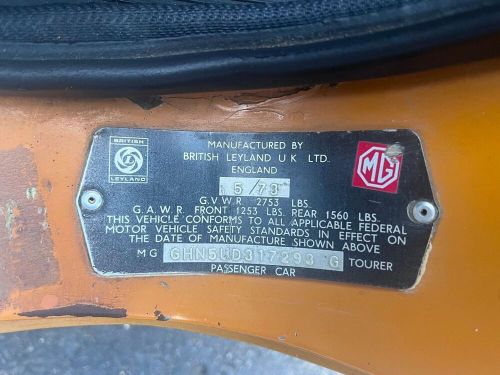 BRITISH
LEYLAND
MANUFACTURED BY
BRITISH LEYLAND U K LTD.
ENGLAND
MG
5/73
G.V.W.R. 2753 LBS.
G.A.W.R. FRONT 1253 LBS. REAR 1560 LBS.
THIS VEHICLE CONFORMS TO ALL APPLICABLE FEDERAL
MOTOR VEHICLE SAFETY STANDARDS IN EFFECT ON
THE DATE OF MANUFACTURE SHOWN ABOVE
MG GHN5UD317293 G TOURER
PASSENGER CAR